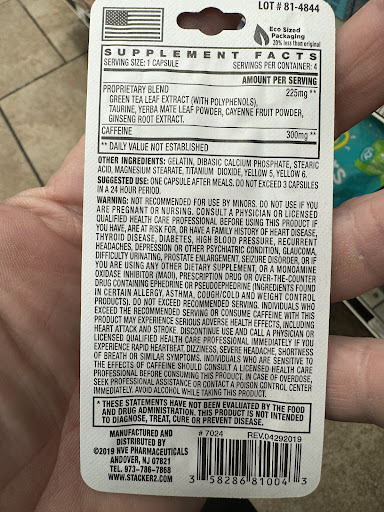 LOT # 81-4844
Eco Sized
Packaging
20% less than original
SUPPLEMENT FACTS
SERVING SIZE: 1 CAPSULE SERVINGS PER CONTAINER: 4
AMOUNT PER SERVING
PROPRIETARY BLEND 225mg **
GREEN TEA LEAF EXTRACT (WITH POLYPHENOLS),
TAURINE, YERBA MATE LEAF POWDER, CAYENNE FRUIT POWDER,
GINSENG ROOT EXTRACT.
CAFFEINE 300mg **
** DAILY VALUE NOT ESTABLISHED
OTHER INGREDIENTS: GELATIN, DIBASIC CALCIUM PHOSPHATE, STEARIC
ACID, MAGNESIUM STEARATE, TITANIUM DIOXIDE, YELLOW 5, YELLOW 6.
SUGGESTED USE: ONE CAPSULE AFTER MEALS. DO NOT EXCEED 3 CAPSULES
IN A 24 HOUR PERIOD.
WARNING: NOT RECOMMENDED FOR USE BY MINORS. DO NOT USE IF YOU
ARE PREGNANT OR NURSING. CONSULT A PHYSICIAN OR LICENSED
QUALIFIED HEALTH CARE PROFESSIONAL BEFORE USING THIS PRODUCT IF
YOU HAVE, ARE AT RISK FOR, OR HAVE A FAMILY HISTORY OF HEART DISEASE,
THYROID DISEASE, DIABETES, HIGH BLOOD PRESSURE, RECURRENT
HEADACHES, DEPRESSION OR OTHER PSYCHIATRIC CONDITION, GLAUCOMA,
DIFFICULTY URINATING, PROSTATE ENLARGEMENT, SEIZURE DISORDER, OR IF
YOU ARE USING ANY OTHER DIETARY SUPPLEMENT, OR A MONOAMINE
OXIDASE INHIBITOR (MAOI), PRESCRIPTION DRUG OR OVER-THE-COUNTER
DRUG CONTAINING EPHEDRINE OR PSEUDOEPHEDRINE (INGREDIENTS FOUND
IN CERTAIN ALLERGY, ASTHMA, COUGH/COLD AND WEIGHT CONTROL
PRODUCTS). DO NOT EXCEED RECOMMENDED SERVING. INDIVIDUALS WHO
EXCEED THE RECOMMENDED SERVING OR CONSUME CAFFEINE WITH THIS
PRODUCT MAY EXPERIENCE SERIOUS ADVERSE HEALTH EFFECTS, INCLUDING
HEART ATTACK AND STROKE. DISCONTINUE USE AND CALL A PHYSICIAN OR
LICENSED QUALIFIED HEALTH CARE PROFESSIONAL IMMEDIATELY IF YOU
EXPERIENCE RAPID HEARTBEAT, DIZZINESS, SEVERE HEADACHE, SHORTNESS
OF BREATH OR SIMILAR SYMPTOMS. INDIVIDUALS WHO ARE SENSITIVE TO
THE EFFECTS OF CAFFEINE SHOULD CONSULT A LICENSED HEALTH CARE
PROFESSIONAL BEFORE CONSUMING THIS PRODUCT. IN CASE OF OVERDOSE,
SEEK PROFESSIONAL ASSISTANCE OR CONTACT A POISON CONTROL CENTER
IMMEDIATELY. AVOID ALCOHOL WHILE TAKING THIS PRODUCT.
* THESE STATEMENTS HAVE NOT BEEN EVALUATED BY THE FOOD
AND DRUG ADMINISTRATION. THIS PRODUCT IS NOT INTENDED
TO DIAGNOSE, TREAT, CURE OR PREVENT DISEASE.
MANUFACTURED AND
DISTRIBUTED BY
©2019 NVE PHARMACEUTICALS
ANDOVER, NJ 07821
TEL. 973-786-7868
WWW.STACKER2.COM
# 7024 REV.04292019
3 58286 81004 3